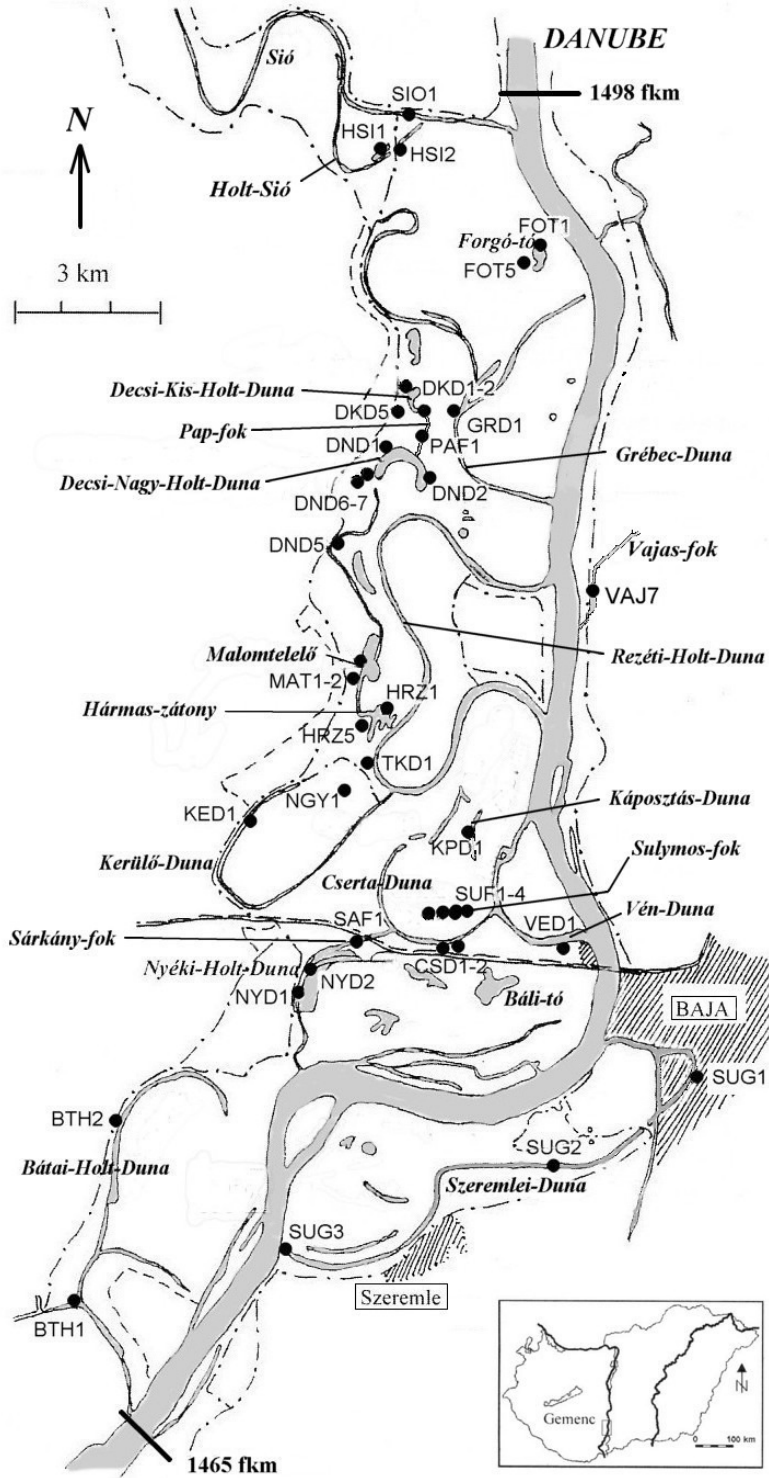 DANUBE
Sió
1498 fkm
SIO1
N
HSI1
HSI2
Holt-Sió
FOT1
Forgó-tó
FOT5
3 km
Decsi-Kis-Holt-Duna
DKD1-2
DKD5
GRD1
Pap-fok
PAF1
DND1
Grébec-Duna
Decsi-Nagy-Holt-Duna
DND2
DND6-7
DND5
Vajas-fok
VAJ7
Malomtelelő
Rezéti-Holt-Duna
MAT1-2
HRZ1
Hármas-zátony
HRZ5
TKD1
NGY1
Káposztás-Duna
KED1
KPD1
Sulymos-fok
Kerülő-Duna
Cserta-Duna
SUF1-4
Vén-Duna
SAF1
VED1
Sárkány-fok
CSD1-2
Nyéki-Holt-Duna
NYD2
NYD1
Báli-tó
BAJA
SUG1
BTH2
SUG2
Bátai-Holt-Duna
Szeremlei-Duna
SUG3
Szeremle
BTH1
N
Gemenc
0 100 km
1465 fkm